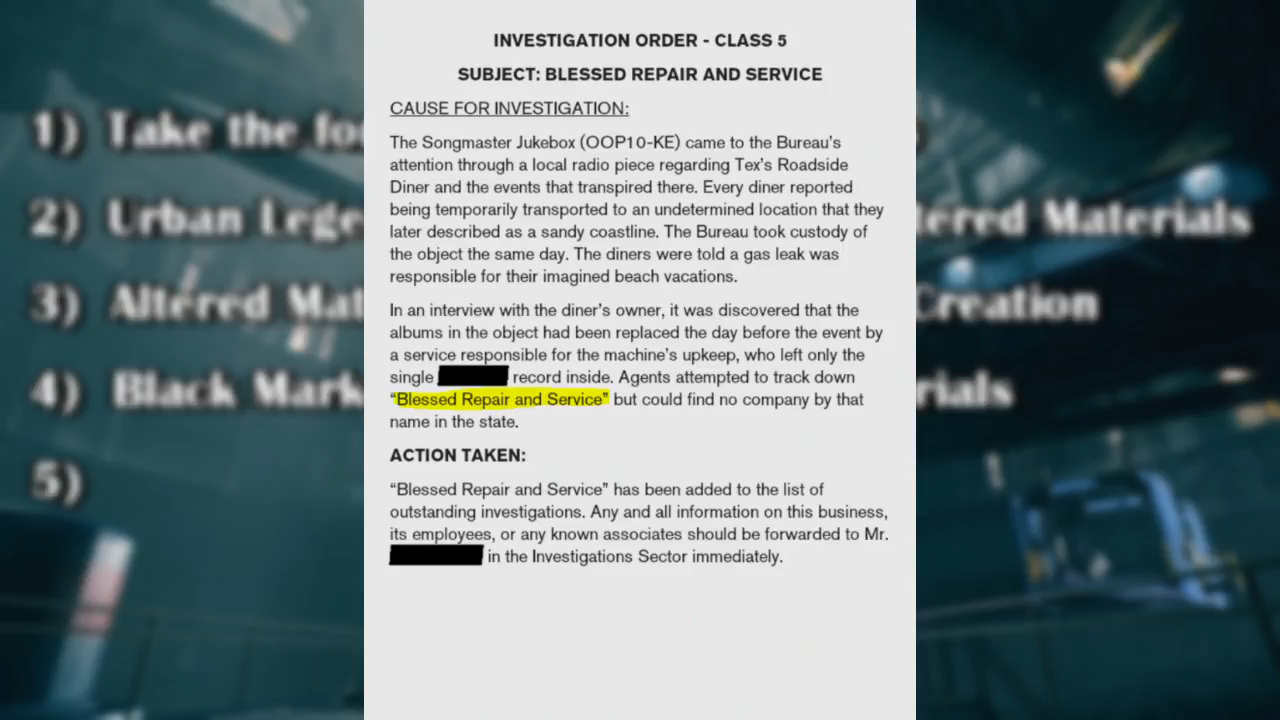 INVESTIGATION ORDER - CLASS 5
SUBJECT: BLESSED REPAIR AND SERVICE
CAUSE FOR INVESTIGATION:
The Songmaster Jukebox (OOP10-KE) came to the Bureau's
attention through a local radio piece regarding Tex's Roadside
Diner and the events that transpired there. Every diner reported
being temporarily transported to an undetermined location that they
later described as a sandy coastline. The Bureau took custody of
the object the same day. The diners were told a gas leak was
responsible for their imagined beach vacations.
In an interview with the diner's owner, it was discovered that the
albums in the object had been replaced the day before the event by
a service responsible for the machine's upkeep, who left only the
single record inside. Agents attempted to track down
"Blessed Repair and Service" but could find no company by that
name in the state.
ACTION TAKEN:
"Blessed Repair and Service" has been added to the list of
outstanding investigations. Any and all information on this business,
its employees, or any known associates should be forwarded to Mr.
in the Investigations Sector immediately.
1) Take the
2) Urban Materials
3) Altered Creation
4) Black
5)